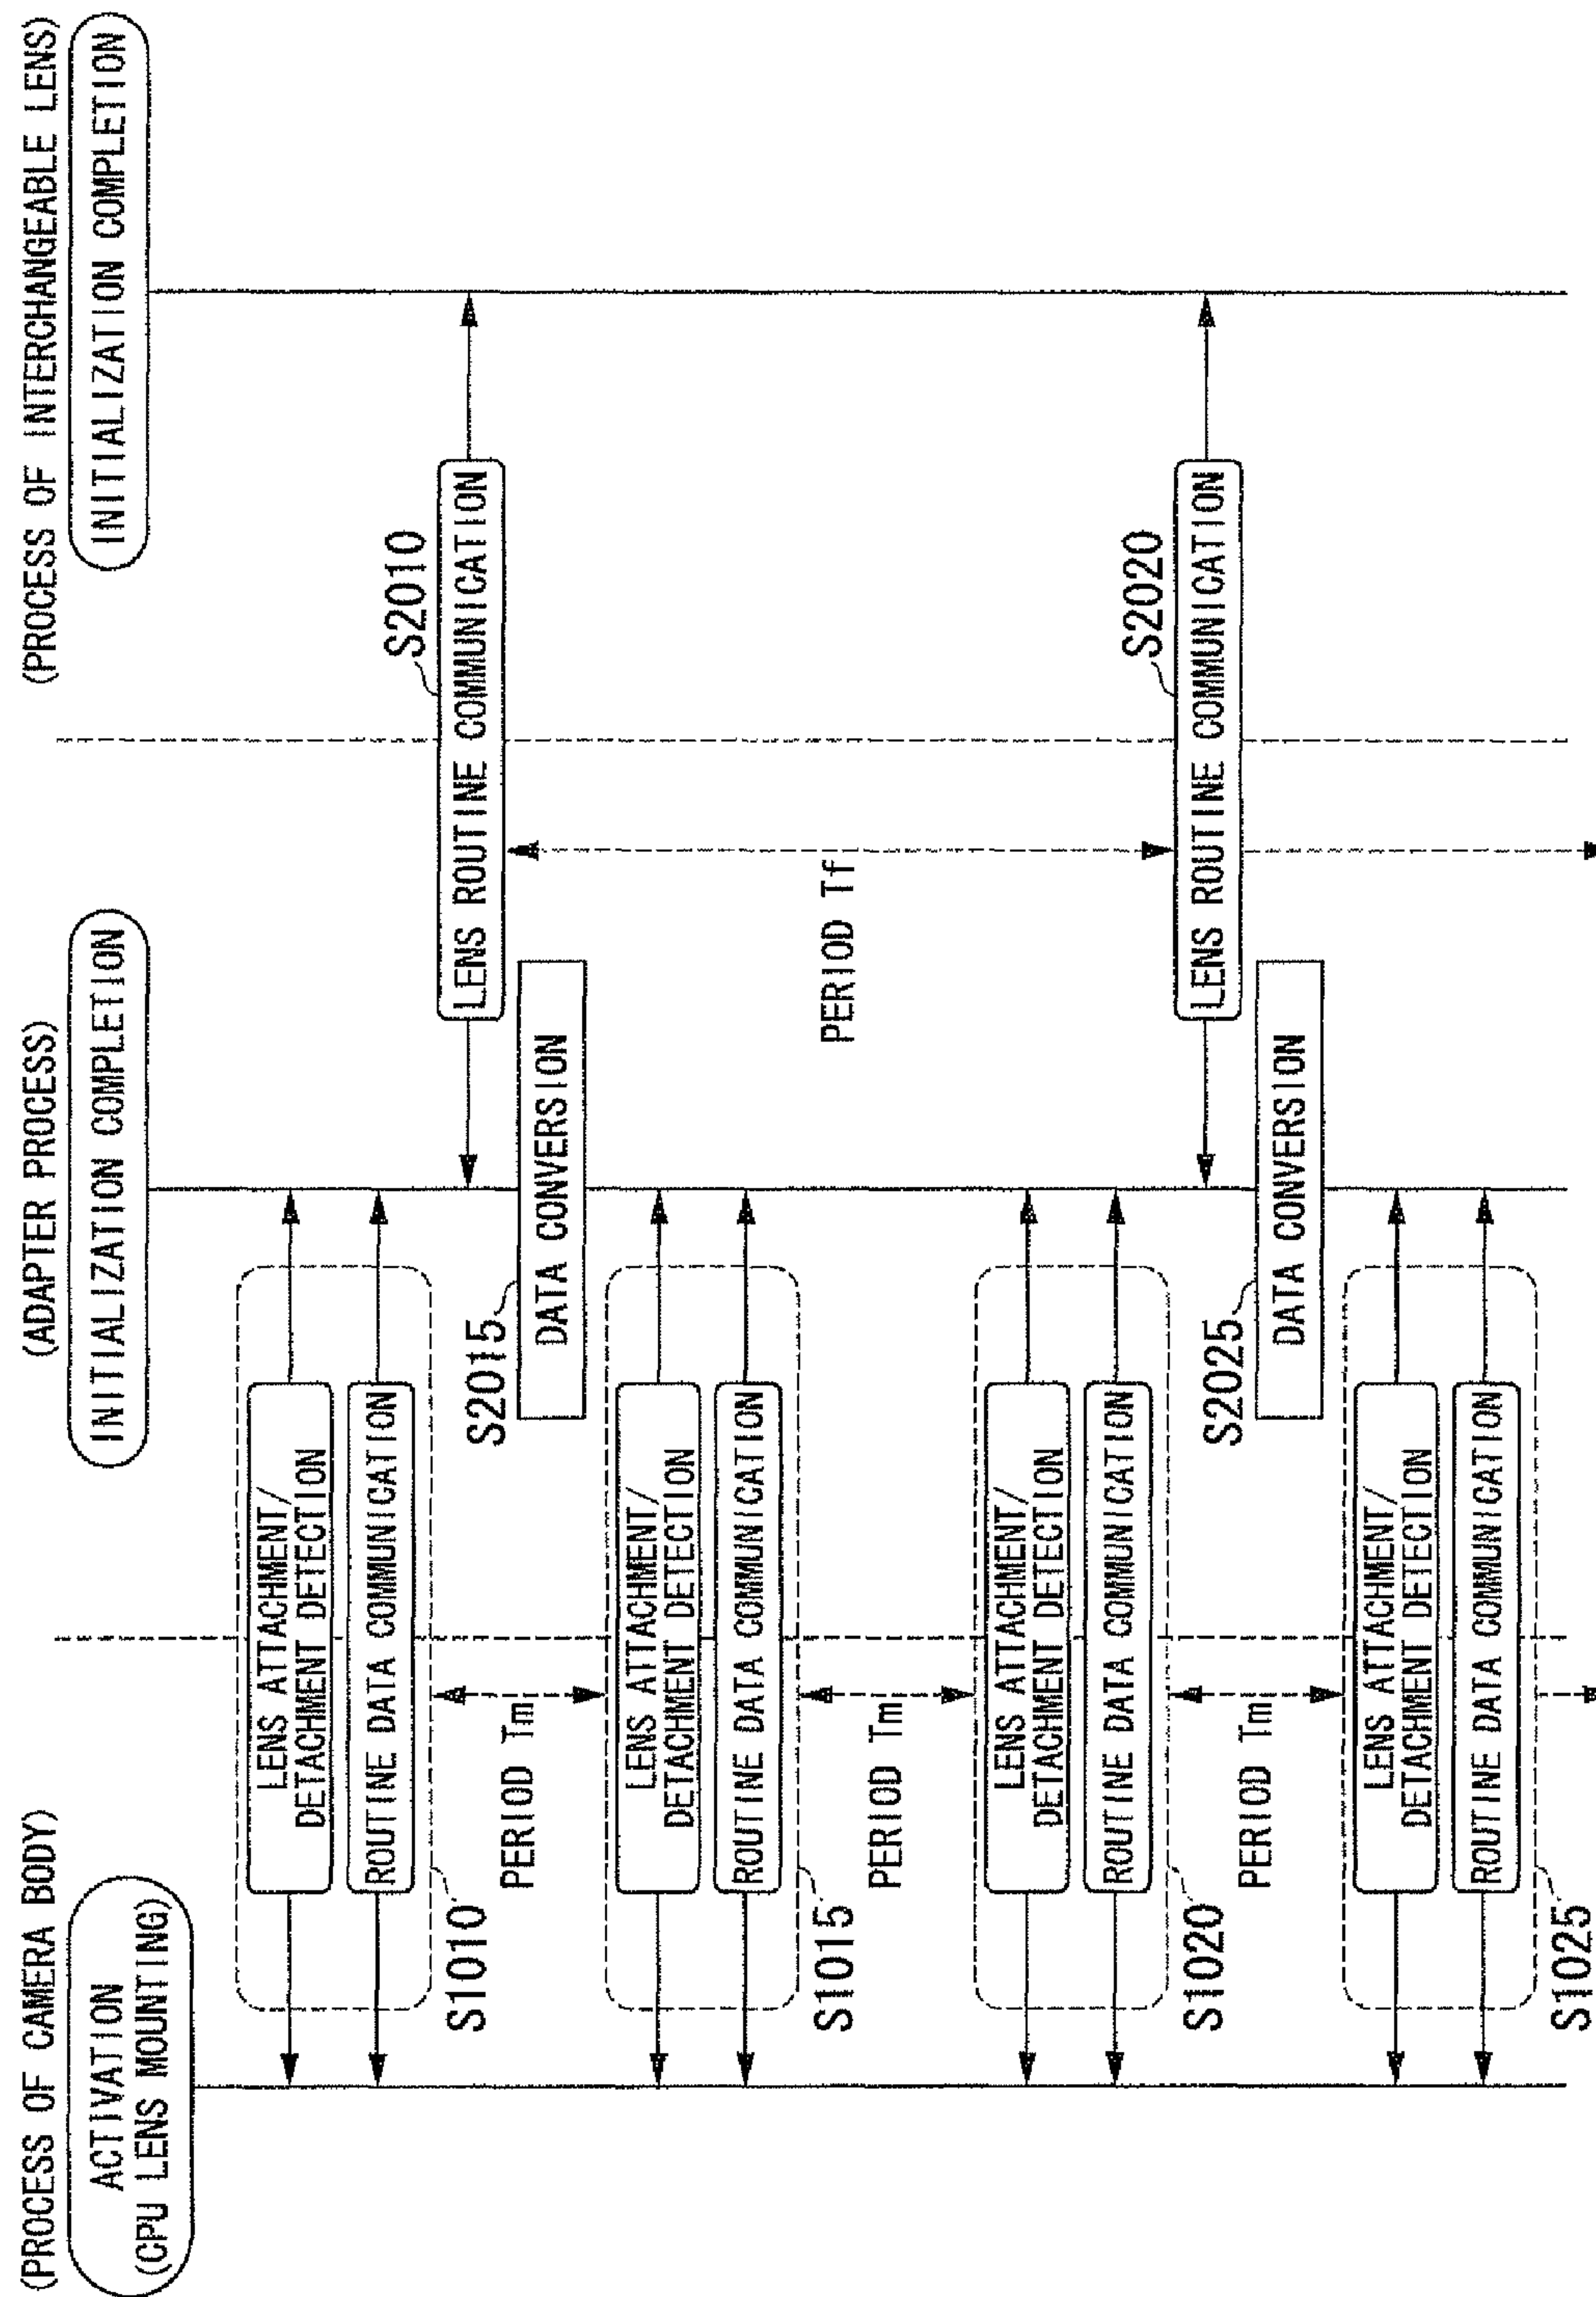 (PROCESS OF CAMERA BODY)
(ADAPTER PROCESS)
(PROCESS OF INTERCHANGEABLE LENS)
ACTIVATION
(CPU LENS MOUNTING)
INITIALIZATION COMPLETION
INITIALIZATION COMPLETION
LENS ATTACHMENT/
DETACHMENT DETECTION
ROUTINE DATA COMMUNICATION
S1010
S2010
LENS ROUTINE COMMUNICATION
PERIOD Tm
S2015
DATA CONVERSION
LENS ATTACHMENT/
DETACHMENT DETECTION
ROUTINE DATA COMMUNICATION
S1015
PERIOD Tf
PERIOD Tm
LENS ATTACHMENT/
DETACHMENT DETECTION
ROUTINE DATA COMMUNICATION
S1020
S2020
LENS ROUTINE COMMUNICATION
PERIOD Tm
S2025
DATA CONVERSION
LENS ATTACHMENT/
DETACHMENT DETECTION
ROUTINE DATA COMMUNICATION
S1025